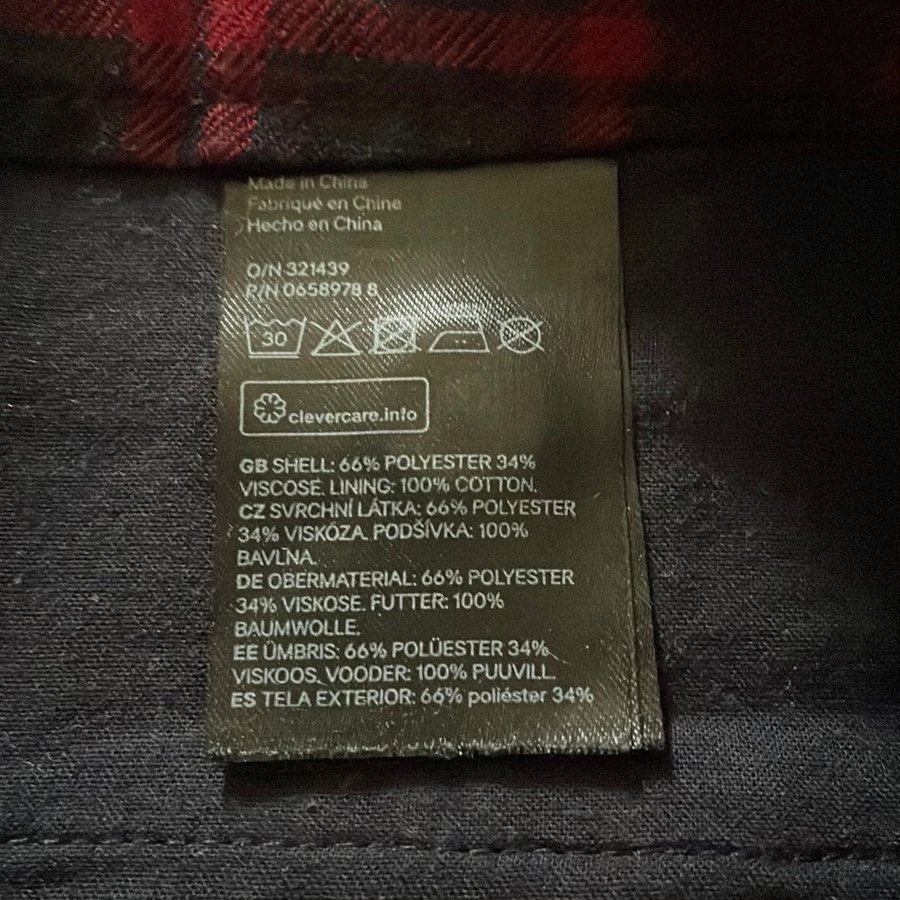 Made in China
Fabriqué en Chine
Hecho en China
O/N 321439
P/N 0658978 8
30
clevercare.info
GB SHELL: 66% POLYESTER 34%
VISCOSE. LINING: 100% COTTON.
CZ SVRCHNÍ LÁTKA: 66% POLYESTER
34% VISKÓZA. PODŠÍVKA: 100%
BAVLNA.
DE OBERMATERIAL: 66% POLYESTER
34% VISKOSE. FUTTER: 100%
BAUMWOLLE.
EE ÜMBRIS: 66% POLÜESTER 34%
VISKOOS. VOODER: 100% PUUVILL.
ES TELA EXTERIOR: 66% poliéster 34%